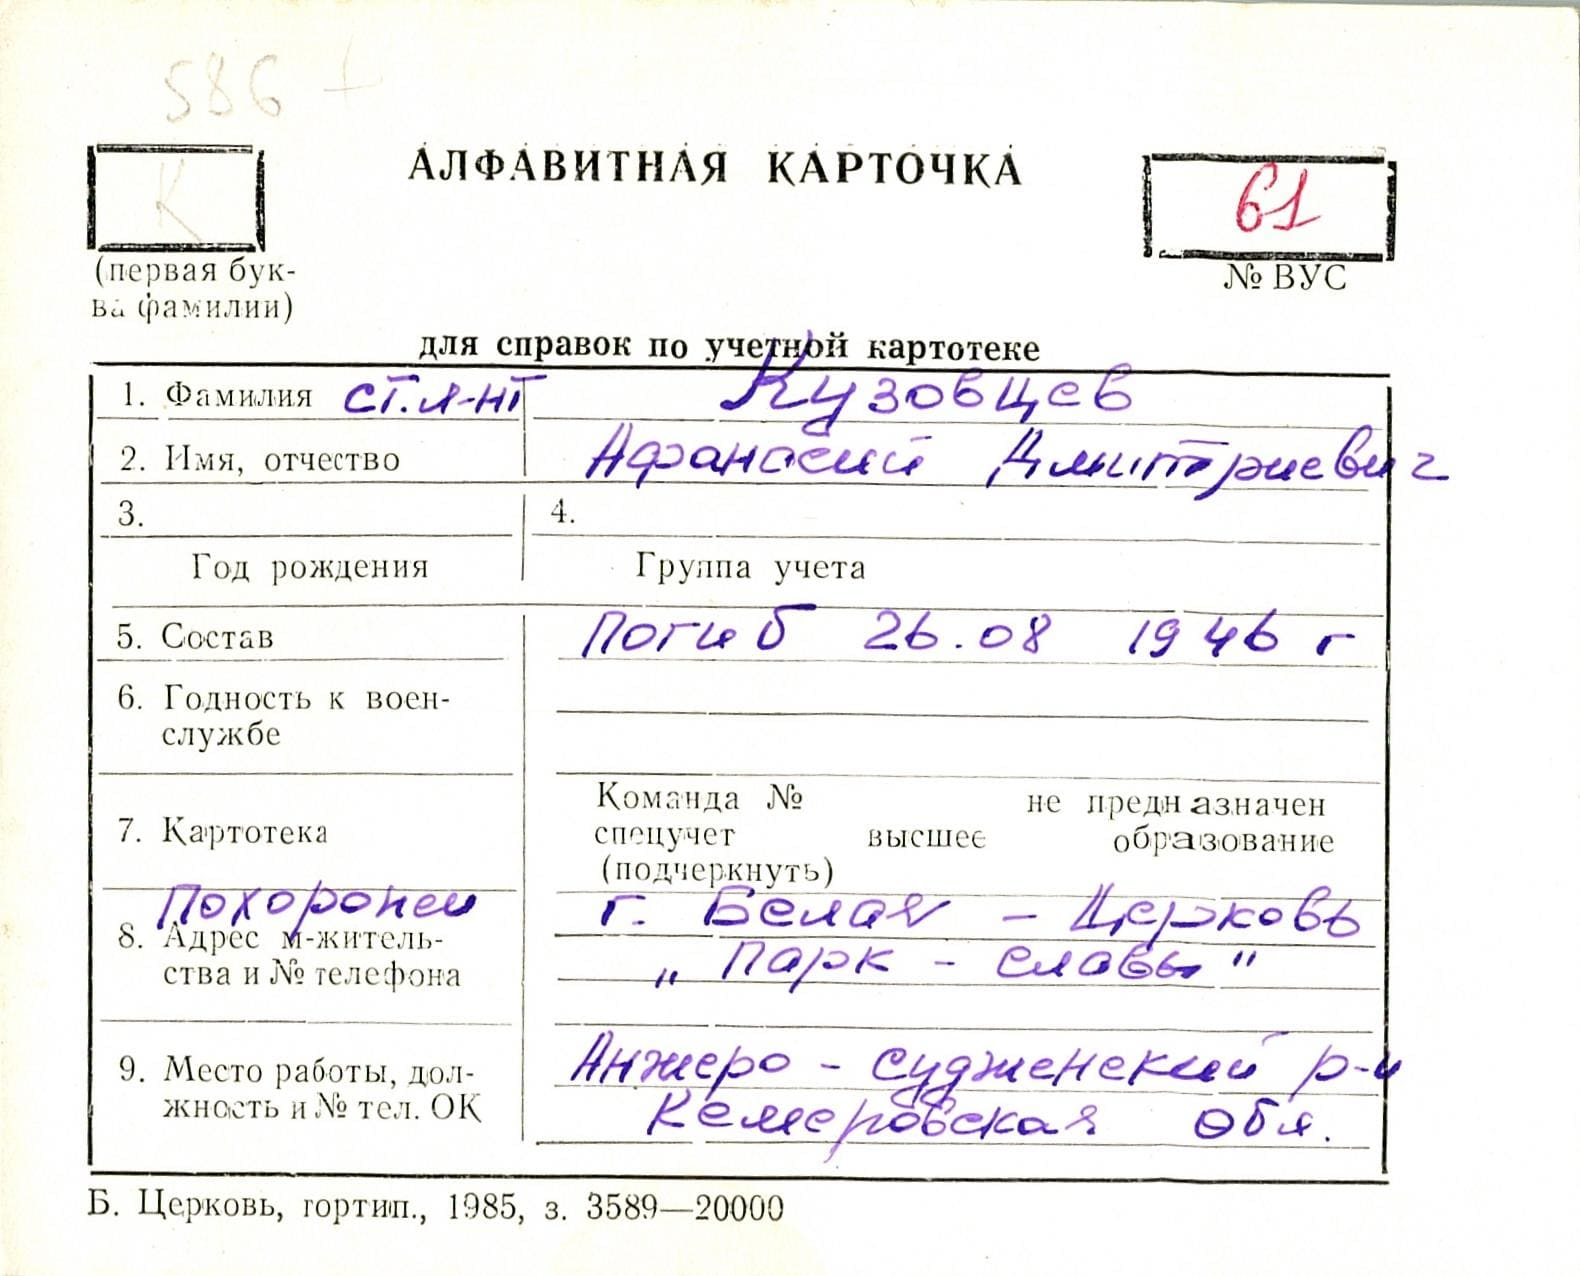 586 +
К
АЛФАВИТНАЯ КАРТОЧКА
61
(первая бук-
ва фамилии)
№ ВУС
для справок по учетной картотеке
1. Фамилия ст. л-нт Кузовцев
2. Имя, отчество Афанасий Дмитриевич
3. 4.
Год рождения Группа учета
5. Состав Погиб 26.08 1946 г
6. Годность к воен-
службе
Команда № не предназначен
7. Картотека спецучет высшее образование
(подчеркнуть)
Похоронен г. Белая - Церковь
8. Адрес м-житель-
ства и № телефона „ Парк - славы "
9. Место работы, дол- Анжеро - судженский р-н
жность и № тел. ОК Кемеровская обл.
Б. Церковь, гортип., 1985, з. 3589—20000